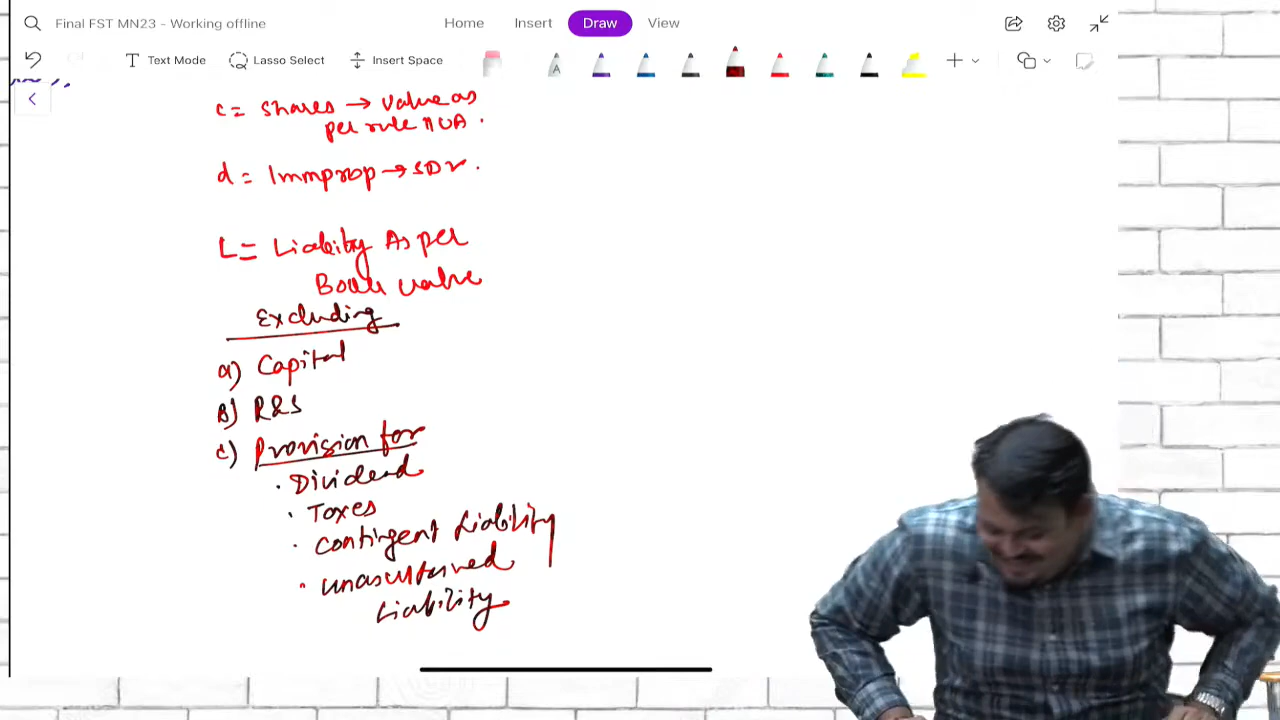 Final FST MN23 - Working offline
Home Insert Draw View
Text Mode Lasso Select Insert Space
A
c = Shares → value as
per rule 11UA.
d = Immprop → SDV.
L = Liability As per
Book value
Excluding
a) Capital
B) R&S
c) Provision for
· Dividend
· Taxes
· Contingent Liability
· unascertained
Liability